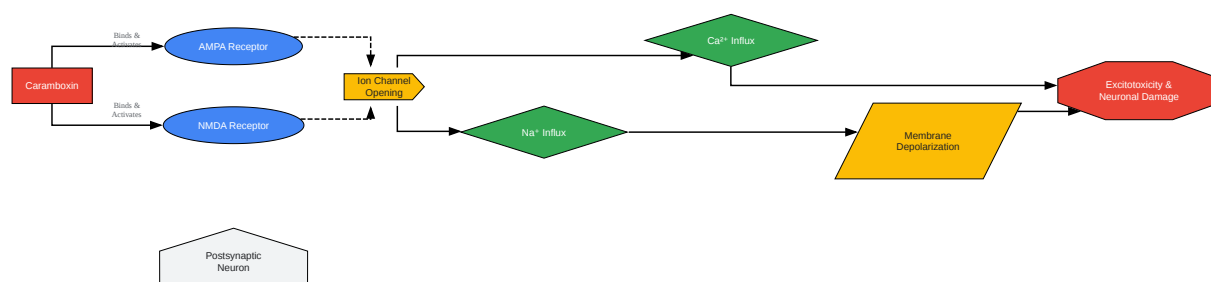 Binds &
Activates
AMPA Receptor
Ca²⁺ Influx
Caramboxin
Ion Channel
Opening
Excitotoxicity &
Neuronal Damage
Binds &
Activates
NMDA Receptor
Na⁺ Influx
Membrane
Depolarization
Postsynaptic
Neuron